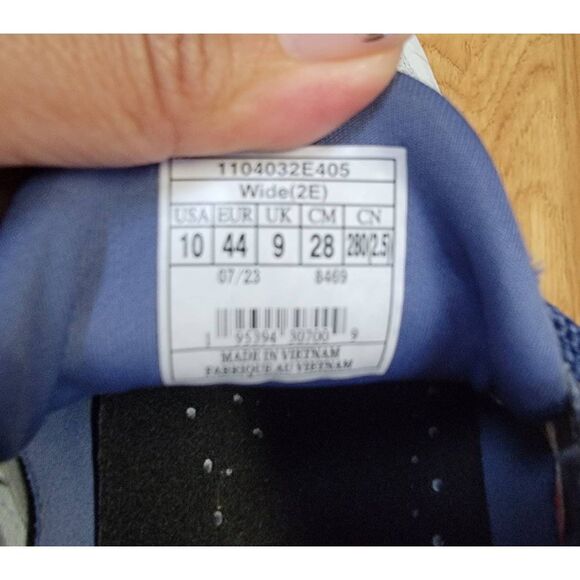 1104032E405
Wide(2E)
USA EUR UK CM CN
10 44 9 28 280(2.5)
07/23 8469
1 95394 30700 9
MADE IN VIETNAM
FABRIQUE AU VIETNAM